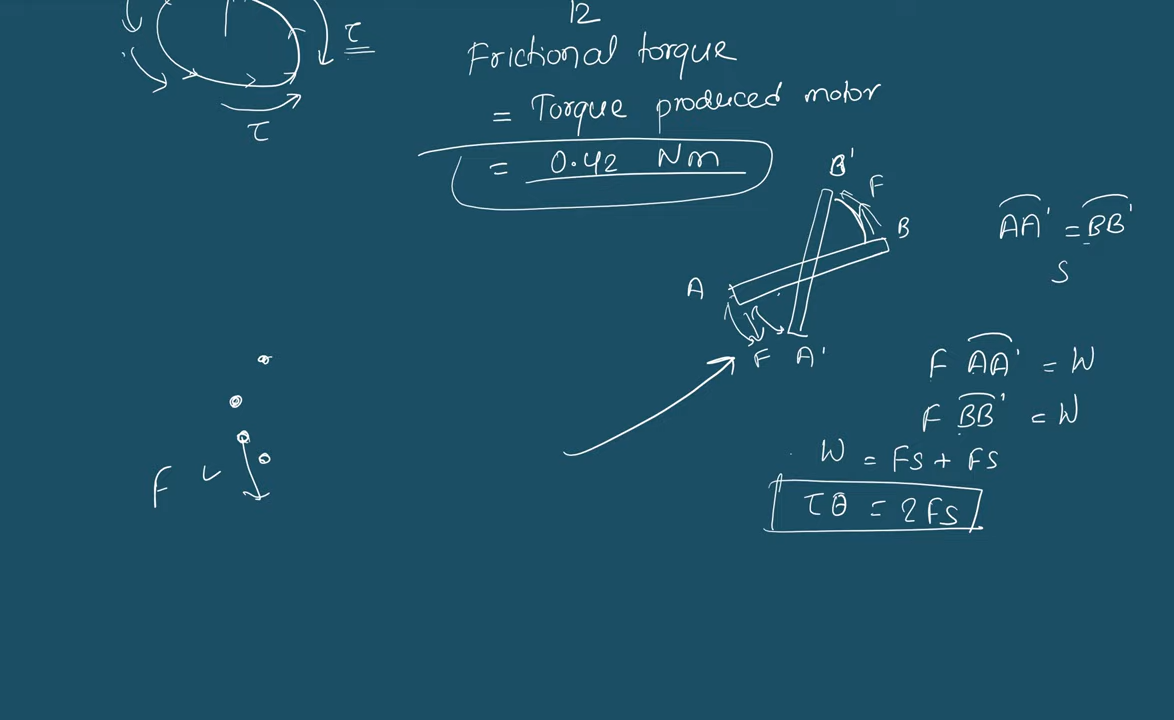 12
τ
Frictional torque
= Torque produced motor
τ
= 0.42 Nm
B'
F
B
A
F A'
AA' = BB'
S
F AA' = W
F BB' = W
W = FS + FS
τθ = 2FS
F